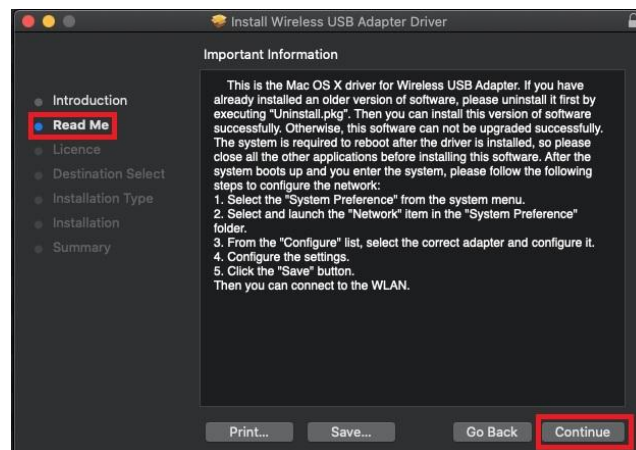 Install Wireless USB Adapter Driver
Important Information
Introduction
Read Me
Licence
Destination Select
Installation Type
Installation
Summary
This is the Mac OS X driver for Wireless USB Adapter. If you have
already installed an older version of software, please uninstall it first by
executing "Uninstall.pkg". Then you can install this version of software
successfully. Otherwise, this software can not be upgraded successfully.
The system is required to reboot after the driver is installed, so please
close all the other applications before installing this software. After the
system boots up and you enter the system, please follow the following
steps to configure the network:
1. Select the "System Preference" from the system menu.
2. Select and launch the "Network" item in the "System Preference"
folder.
3. From the "Configure" list, select the correct adapter and configure it.
4. Configure the settings.
5. Click the "Save" button.
Then you can connect to the WLAN.
Print...
Save...
Go Back
Continue